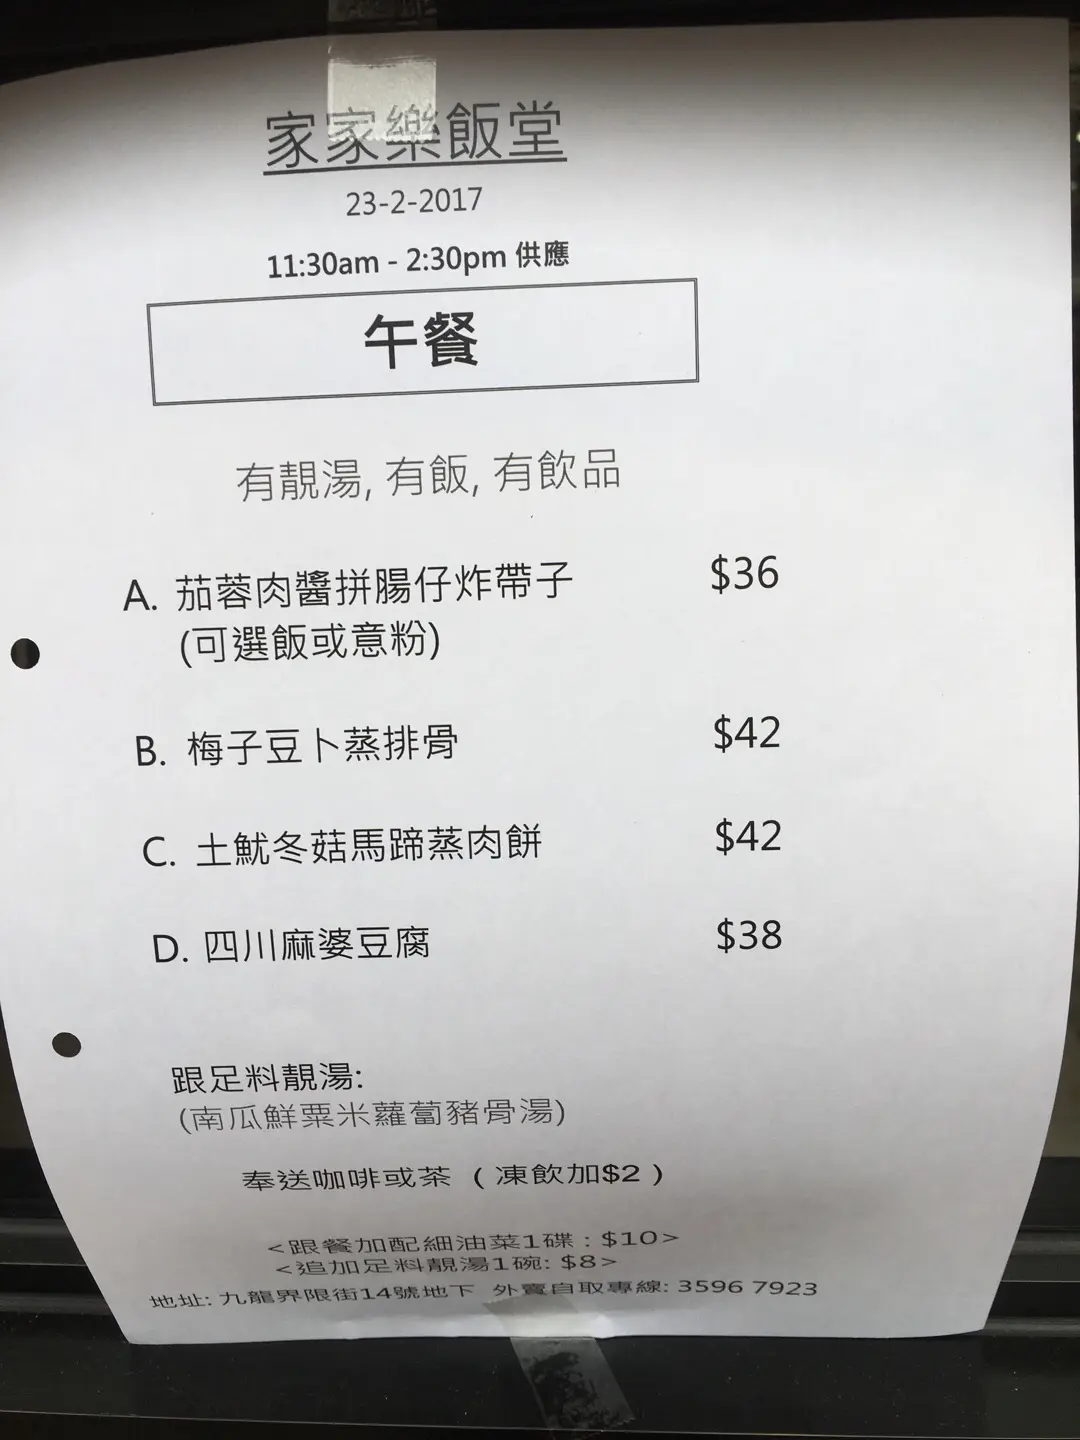 家家樂飯堂
23-2-2017
11:30am - 2:30pm 供應
午餐
有靚湯, 有飯, 有飲品
A. 茄蓉肉醬拼腸仔炸帶子 $36
(可選飯或意粉)
B. 梅子豆卜蒸排骨 $42
C. 土魷冬菇馬蹄蒸肉餅 $42
D. 四川麻婆豆腐 $38
跟足料靚湯:
(南瓜鮮粟米蘿蔔豬骨湯)
奉送咖啡或茶 ( 凍飲加$2 )
<跟餐加配細油菜1碟 : $10>
<追加足料靚湯1碗: $8>
地址: 九龍界限街14號地下 外賣自取專線: 3596 7923